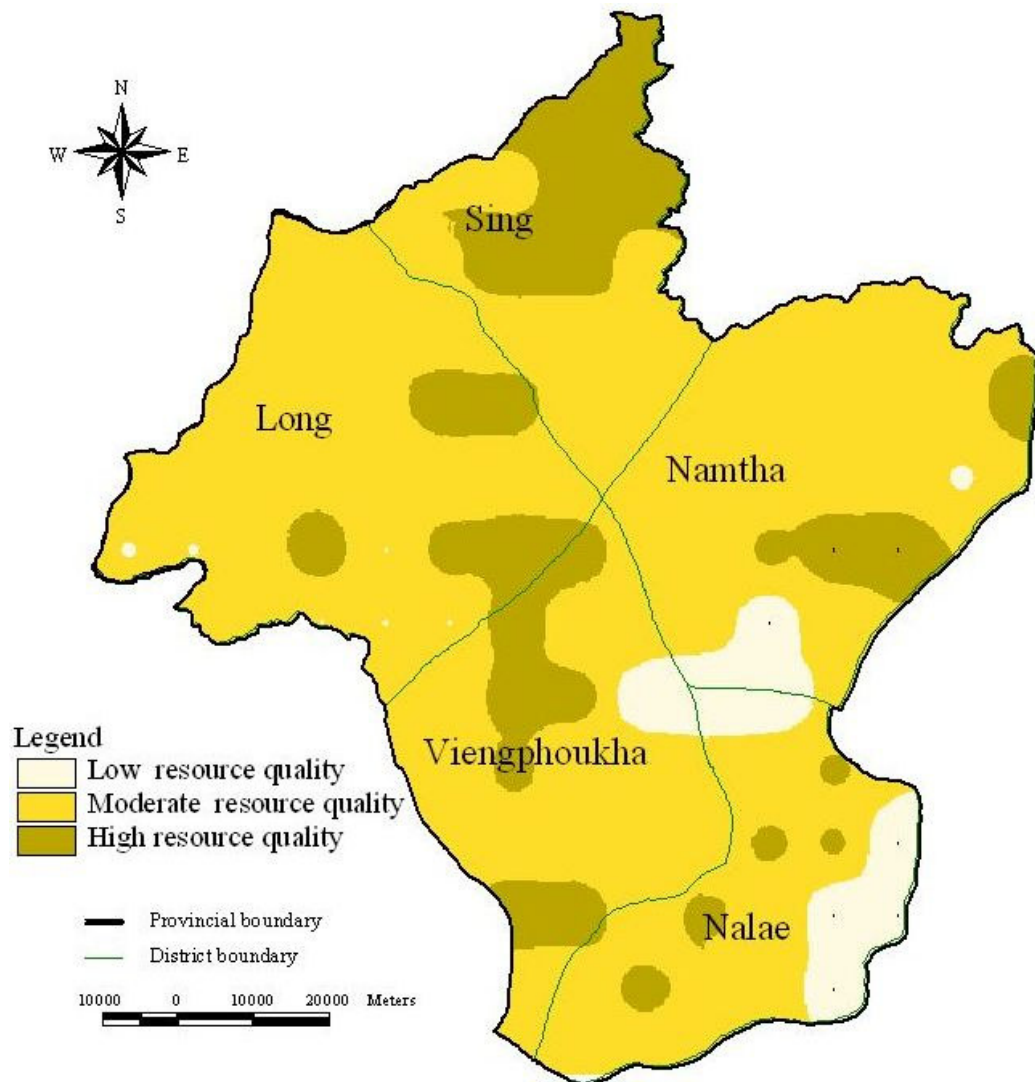 N
W E
S
Sing
Long
Namtha
Viengphoukha
Nalae
Legend
Low resource quality
Moderate resource quality
High resource quality
Provincial boundary
District boundary
10000 0 10000 20000 Meters